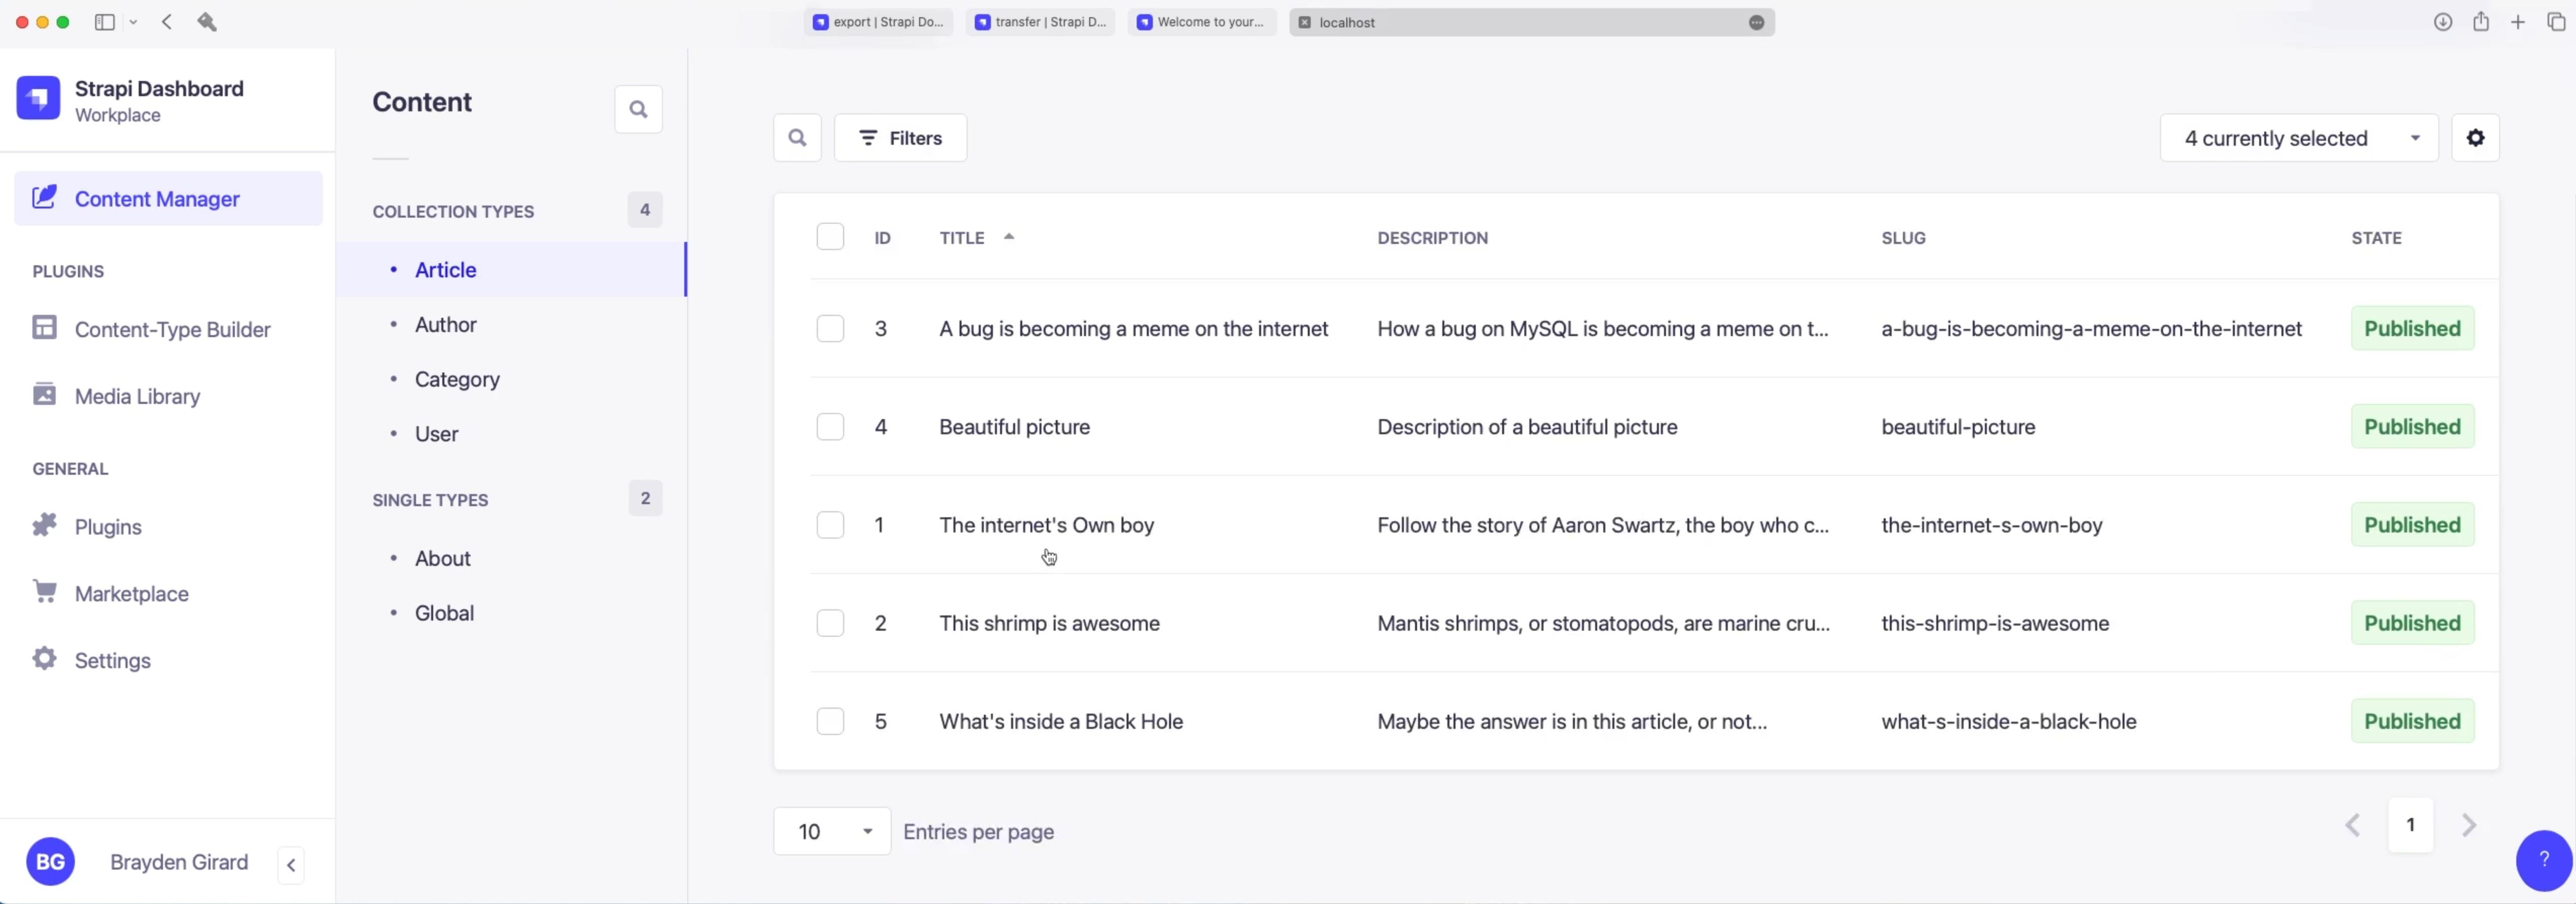 export | Strapi Do...
transfer | Strapi D...
Welcome to your...
localhost
Strapi Dashboard
Workplace
Content Manager
PLUGINS
Content-Type Builder
Media Library
GENERAL
Plugins
Marketplace
Settings
BG
Brayden Girard
Content
COLLECTION TYPES 4
Article
Author
Category
User
SINGLE TYPES 2
About
Global
Filters
4 currently selected
ID TITLE DESCRIPTION SLUG STATE
3 A bug is becoming a meme on the internet How a bug on MySQL is becoming a meme on t... a-bug-is-becoming-a-meme-on-the-internet Published
4 Beautiful picture Description of a beautiful picture beautiful-picture Published
1 The internet's Own boy Follow the story of Aaron Swartz, the boy who c... the-internet-s-own-boy Published
2 This shrimp is awesome Mantis shrimps, or stomatopods, are marine cru... this-shrimp-is-awesome Published
5 What's inside a Black Hole Maybe the answer is in this article, or not... what-s-inside-a-black-hole Published
10 Entries per page
1
?